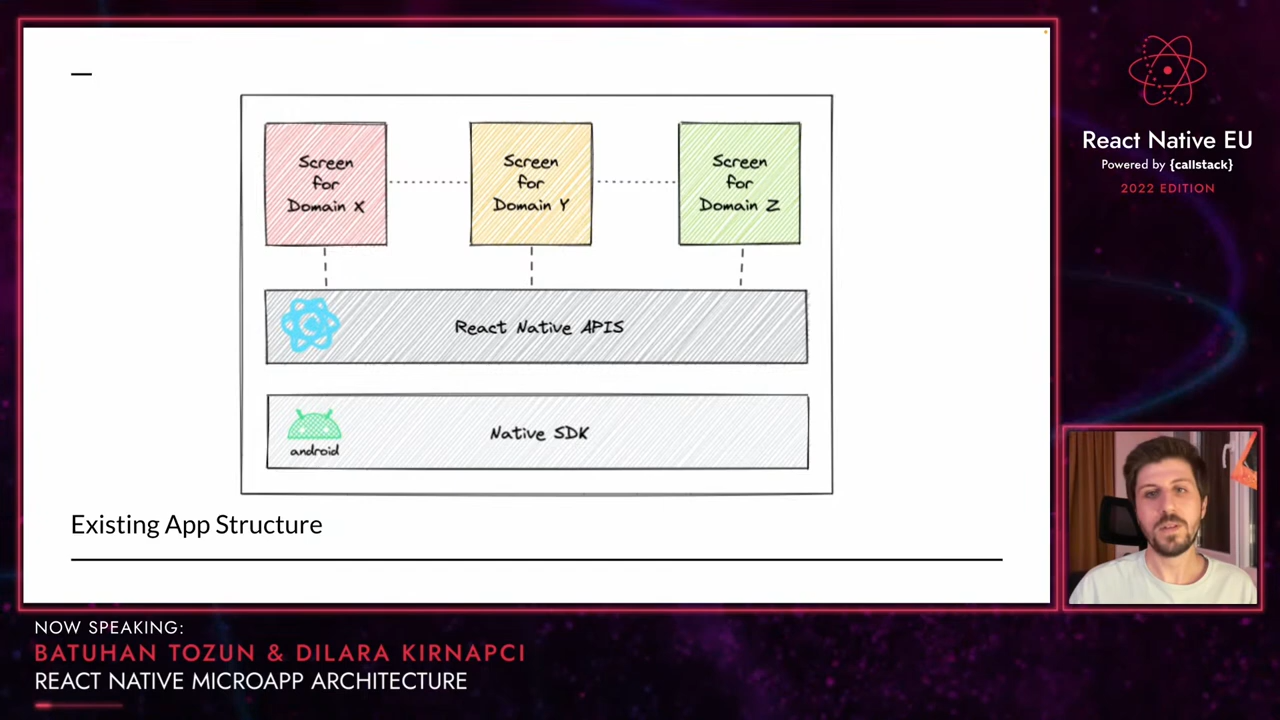 Screen
for
Domain X
Screen
for
Domain Y
Screen
for
Domain Z
React Native APIS
android
Native SDK
Existing App Structure
React Native EU
Powered by {callstack}
2022 EDITION
NOW SPEAKING:
BATUHAN TOZUN & DILARA KIRNAPCI
REACT NATIVE MICROAPP ARCHITECTURE